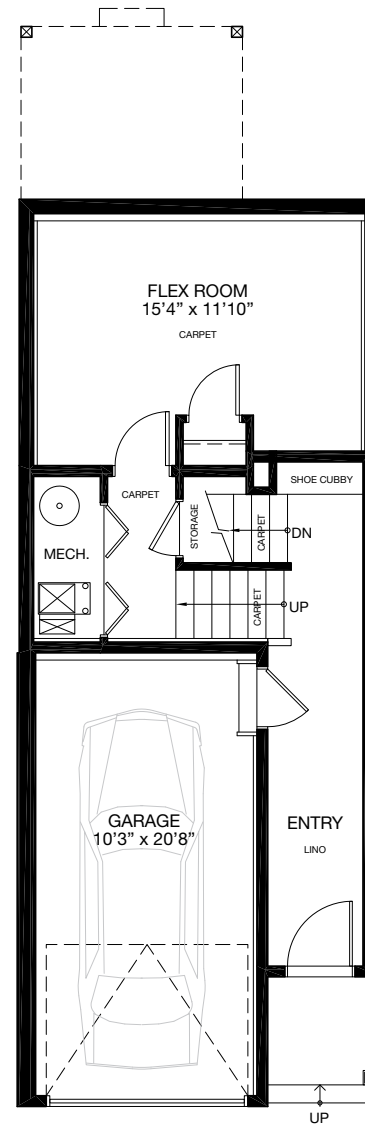 FLEX ROOM
15’4” x 11’10”
CARPET
CARPET
STORAGE
CARPET
SHOE CUBBY
DN
MECH.
CARPET
UP
GARAGE
10’3” x 20’8”
ENTRY
LINO
UP